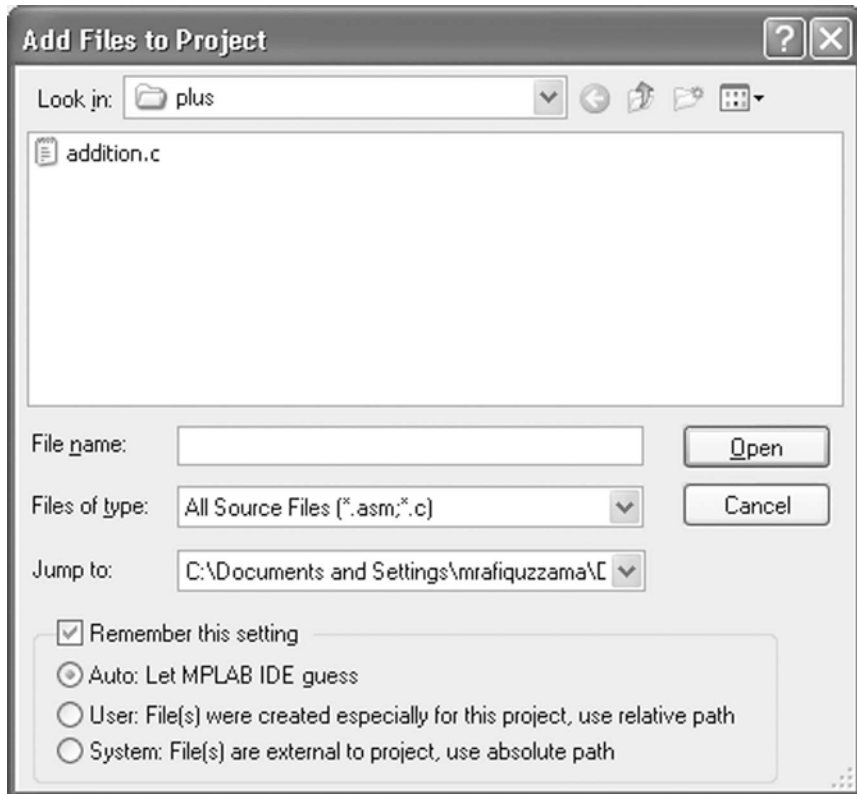 Add Files to Project
Look in: plus
addition.c
File name:
Open
Files of type: All Source Files (*.asm;*.c)
Cancel
Jump to: C:\Documents and Settings\mrafiquzzama\D
Remember this setting
Auto: Let MPLAB IDE guess
User: File(s) were created especially for this project, use relative path
System: File(s) are external to project, use absolute path